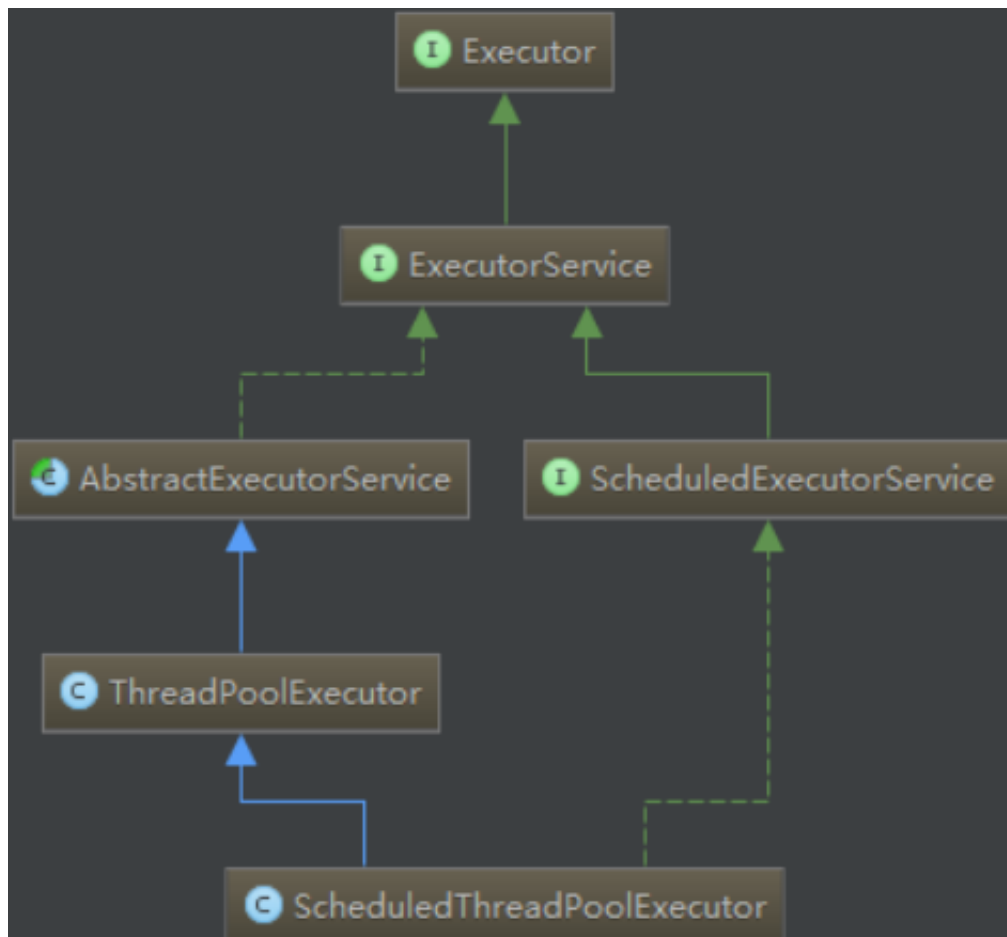 I Executor
I ExecutorService
C AbstractExecutorService
I ScheduledExecutorService
C ThreadPoolExecutor
C ScheduledThreadPoolExecutor